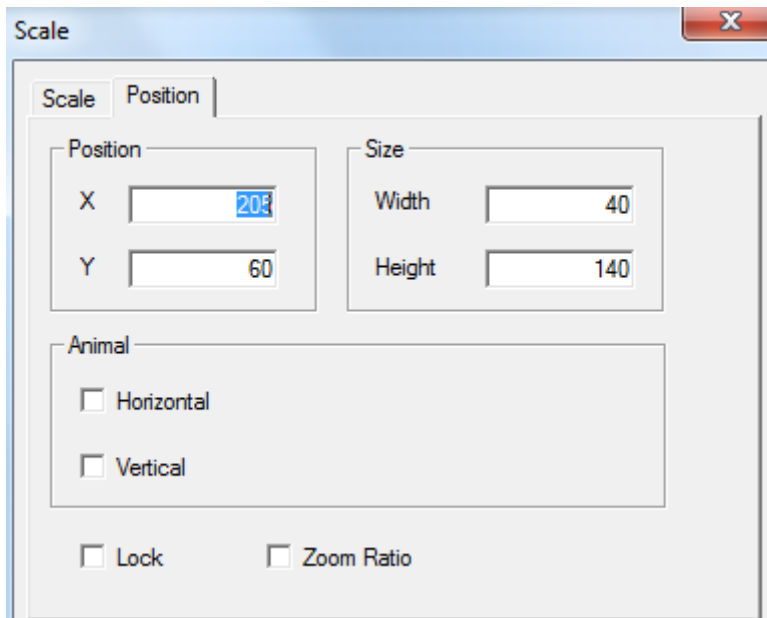 Scale
Scale Position
Position Size
X 205 Width 40
Y 60 Height 140
Animal
Horizontal
Vertical
Lock Zoom Ratio